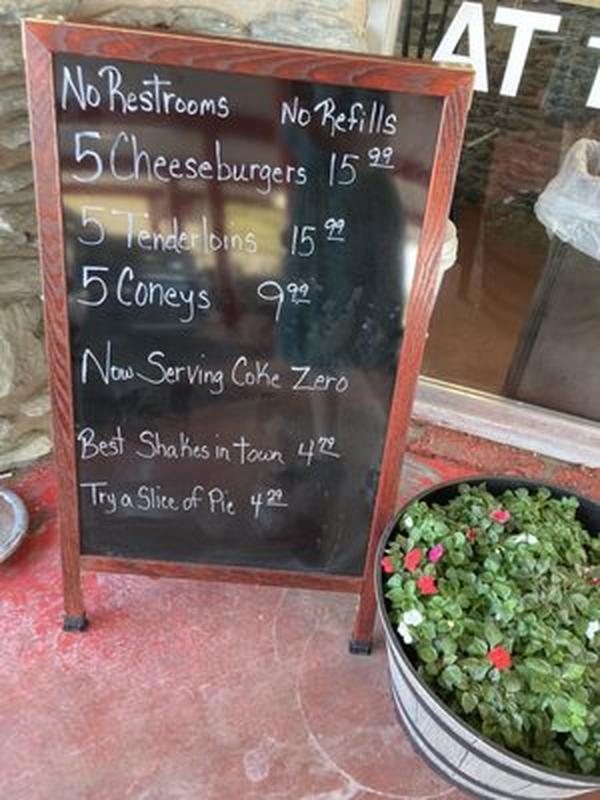 AT
No Restrooms No Refills
5 Cheeseburgers 15 99
5 Tenderloins 15 99
5 Coneys 9 99
Now Serving Coke Zero
Best Shakes in town 4 79
Try a Slice of Pie 4 29